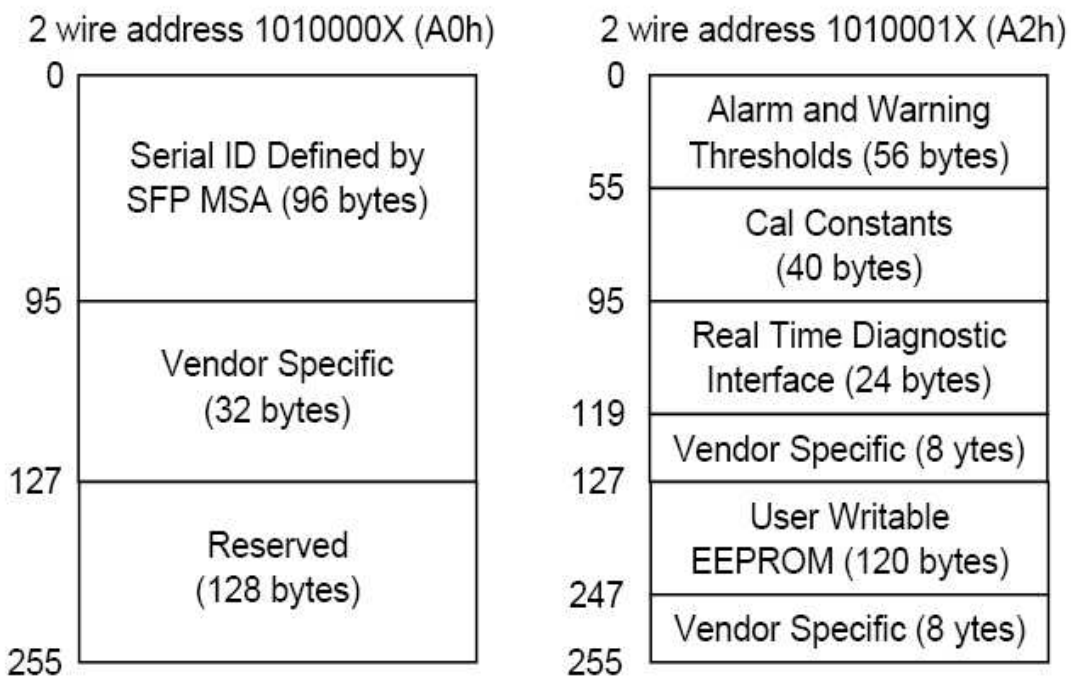 2 wire address 1010000X (A0h)
0
Serial ID Defined by
SFP MSA (96 bytes)
95
Vendor Specific
(32 bytes)
127
Reserved
(128 bytes)
255
2 wire address 1010001X (A2h)
0
Alarm and Warning
Thresholds (56 bytes)
55
Cal Constants
(40 bytes)
95
Real Time Diagnostic
Interface (24 bytes)
119
Vendor Specific (8 ytes)
127
User Writable
EEPROM (120 bytes)
247
Vendor Specific (8 ytes)
255